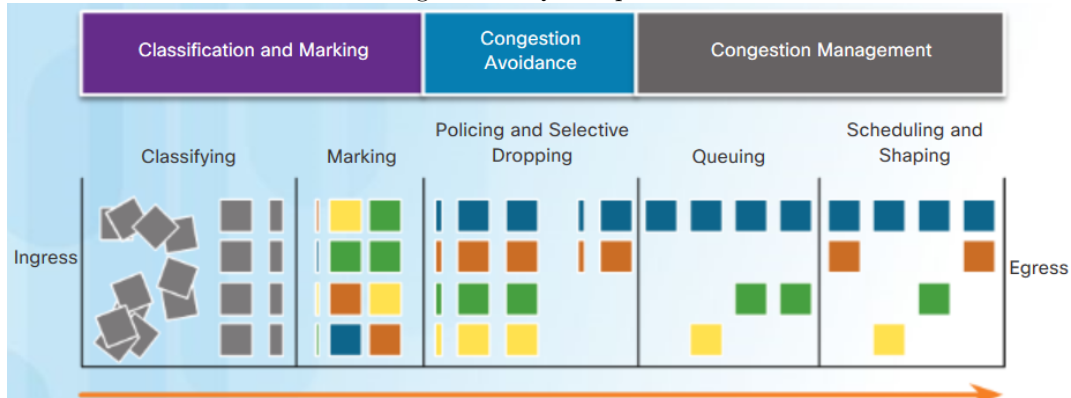 Classification and Marking
Congestion
Avoidance
Congestion Management
Classifying
Marking
Policing and Selective
Dropping
Queuing
Scheduling and
Shaping
Ingress
Egress